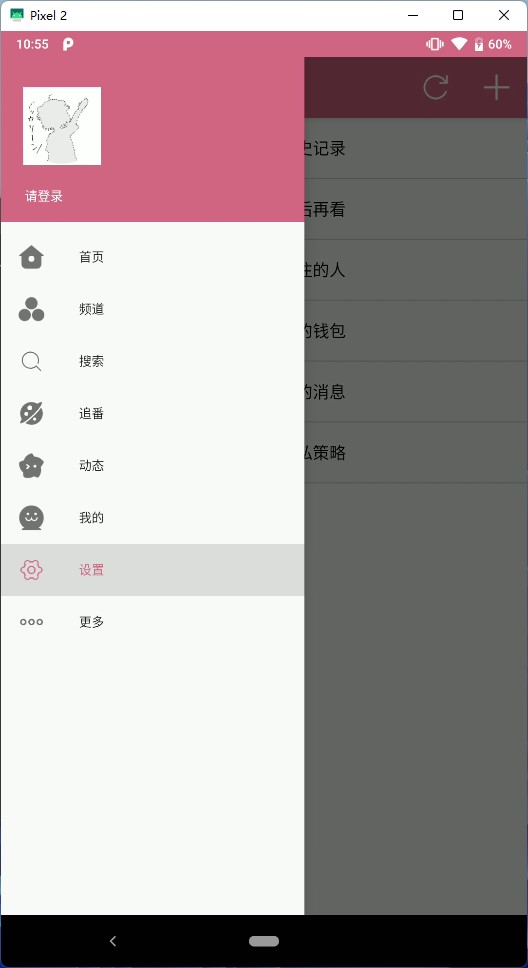 Pixel 2
10:55
60%
请登录
首页
频道
搜索
追番
动态
我的
设置
更多
史记录
后再看
注的人
的钱包
的消息
私策略